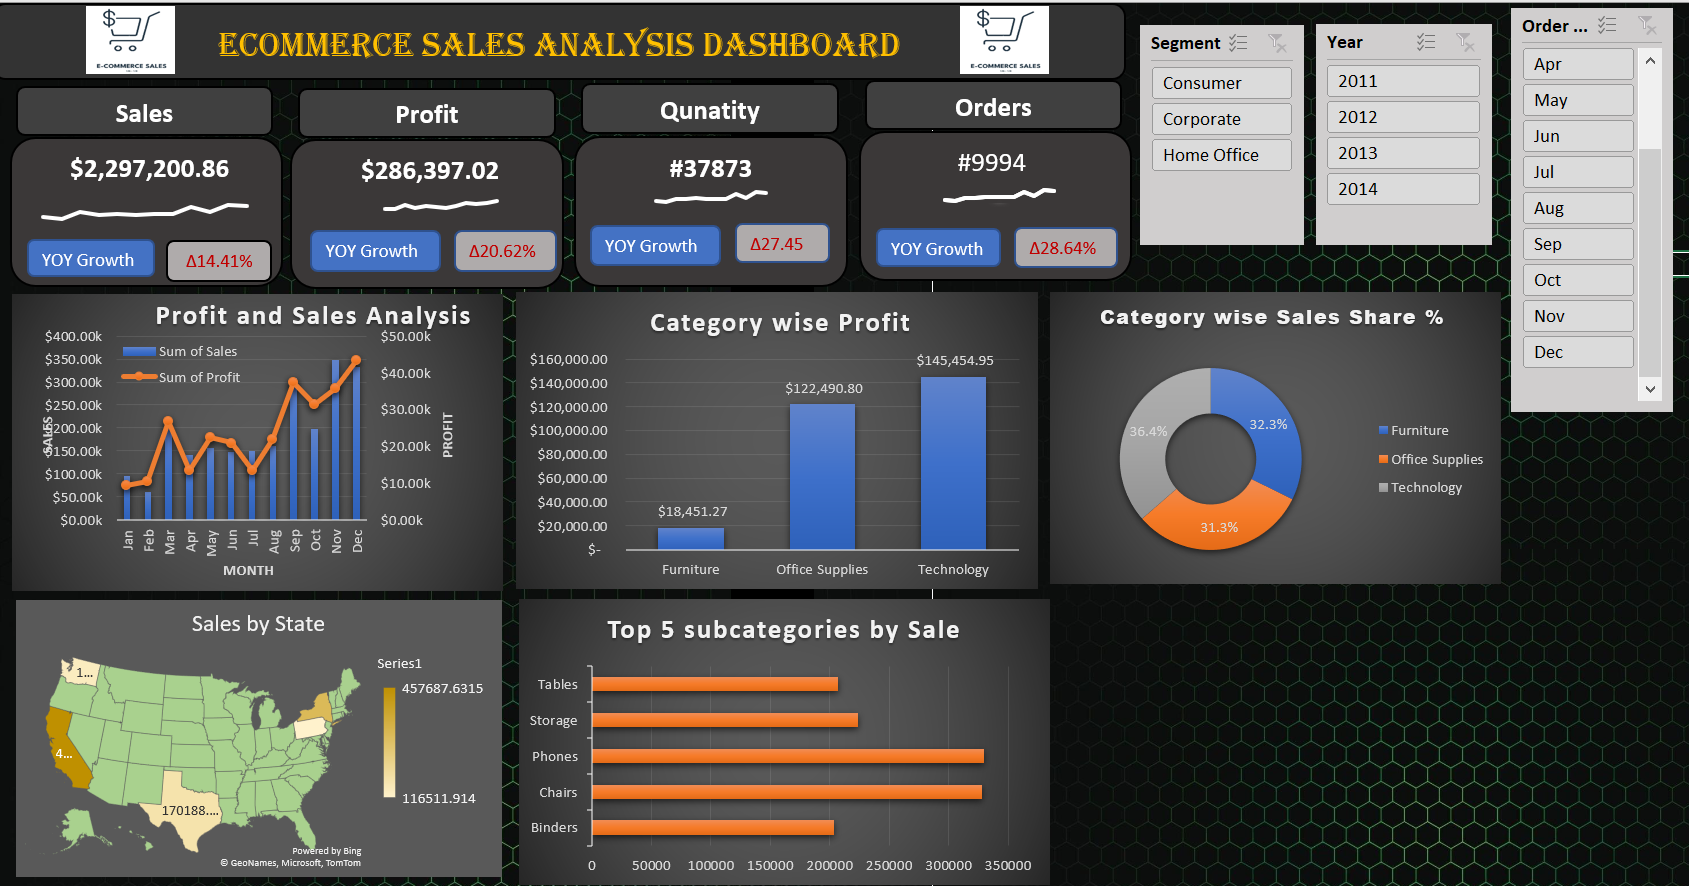 $
E-COMMERCE SALES
ECOMMERCE SALES ANALYSIS DASHBOARD
$
E-COMMERCE SALES
Segment
Consumer
Corporate
Home Office
Year
2011
2012
2013
2014
Order ...
Apr
May
Jun
Jul
Aug
Sep
Oct
Nov
Dec
Sales
$2,297,200.86
YOY Growth
Δ14.41%
Profit
$286,397.02
YOY Growth
Δ20.62%
Qunatity
#37873
YOY Growth
Δ27.45
Orders
#9994
YOY Growth
Δ28.64%
Profit and Sales Analysis
$400.00k
$350.00k
$300.00k
$250.00k
$200.00k
$150.00k
$100.00k
$50.00k
$0.00k
SALES
Sum of Sales
Sum of Profit
$50.00k
$40.00k
$30.00k
$20.00k
$10.00k
$0.00k
PROFIT
Jan
Feb
Mar
Apr
May
Jun
Jul
Aug
Sep
Oct
Nov
Dec
MONTH
Category wise Profit
$160,000.00
$140,000.00
$120,000.00
$100,000.00
$80,000.00
$60,000.00
$40,000.00
$20,000.00
$-
$18,451.27
$122,490.80
$145,454.95
Furniture
Office Supplies
Technology
Category wise Sales Share %
32.3%
31.3%
36.4%
Furniture
Office Supplies
Technology
Sales by State
Series1
457687.6315
116511.914
1...
4...
170188....
Powered by Bing
© GeoNames, Microsoft, TomTom
Top 5 subcategories by Sale
Tables
Storage
Phones
Chairs
Binders
0 50000 100000 150000 200000 250000 300000 350000